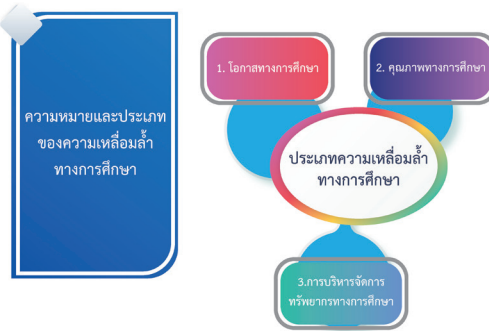 ความหมายและประเภท
ของความเหลื่อมล้ำ
ทางการศึกษา
1. โอกาสทางการศึกษา
2. คุณภาพทางการศึกษา
ประเภทความเหลื่อมล้ำ
ทางการศึกษา
3.การบริหารจัดการ
ทรัพยากรทางการศึกษา